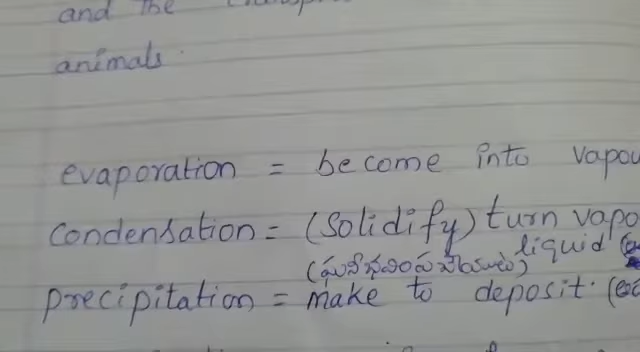 and the
animals.
evaporation = become into vapou
condensation = (solidify) turn vapo
liquid
precipitation = make to deposit. (